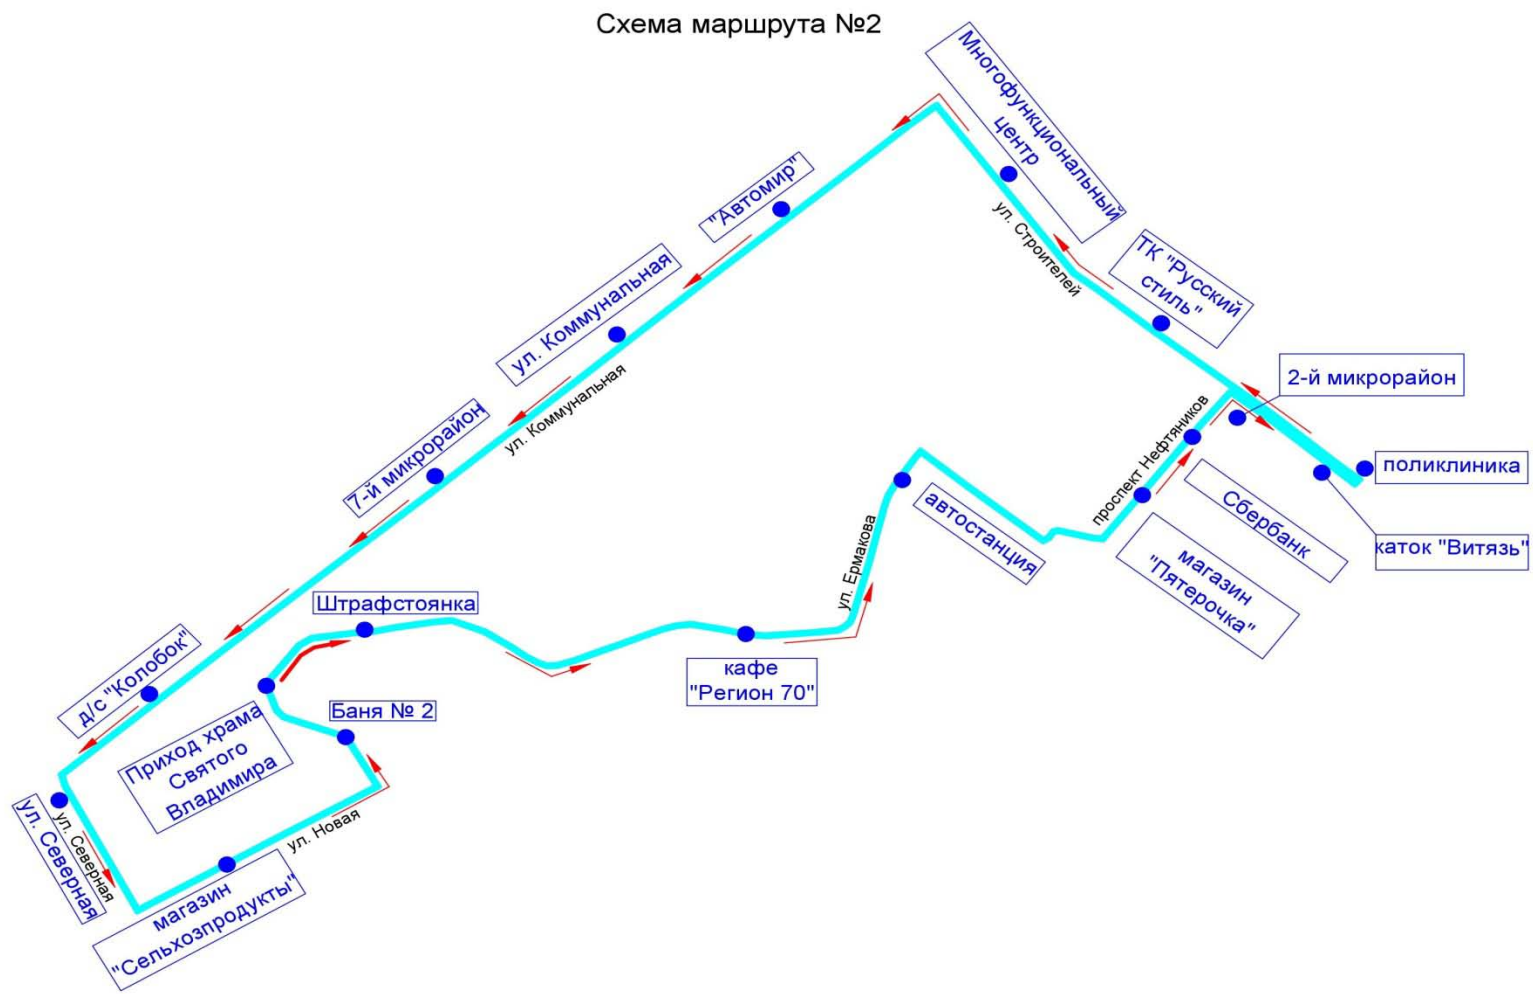 Схема маршрута №2
Многофункциональный
центр
"Автомир"
ул. Строителей
ТК "Русский
стиль"
ул. Коммунальная
ул. Коммунальная
2-й микрорайон
7-й микрорайон
проспект Нефтяников
поликлиника
Сбербанк
каток "Витязь"
автостанция
магазин
"Пятерочка"
ул. Ермакова
Штрафстоянка
д/с "Колобок"
кафе
"Регион 70"
Баня № 2
Приход храма
Святого
Владимира
ул. Северная
ул. Северная
ул. Новая
магазин
"Сельхозпродукты"